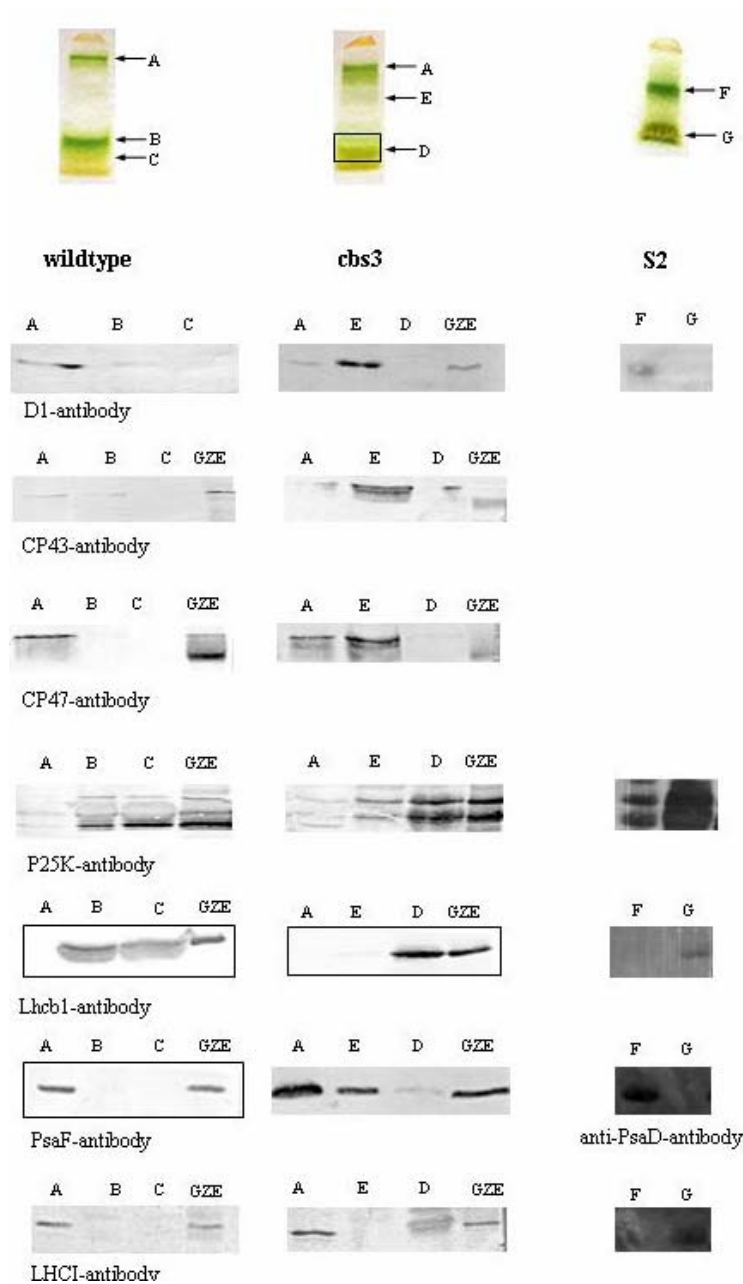 A A
E F
B
C D G
wildtype cbs3 S2
A B C A E D GZE F G
D1-antibody
A B C GZE A E D GZE
CP43-antibody
A B C GZE A E D GZE
CP47-antibody
A B C GZE A E D GZE
P25K-antibody
A B C GZE A E D GZE F G
Lhcb1-antibody
A B C GZE A E D GZE F G
PsaF-antibody anti-PsaD-antibody
A B C GZE A E D GZE F G
LHCI-antibody